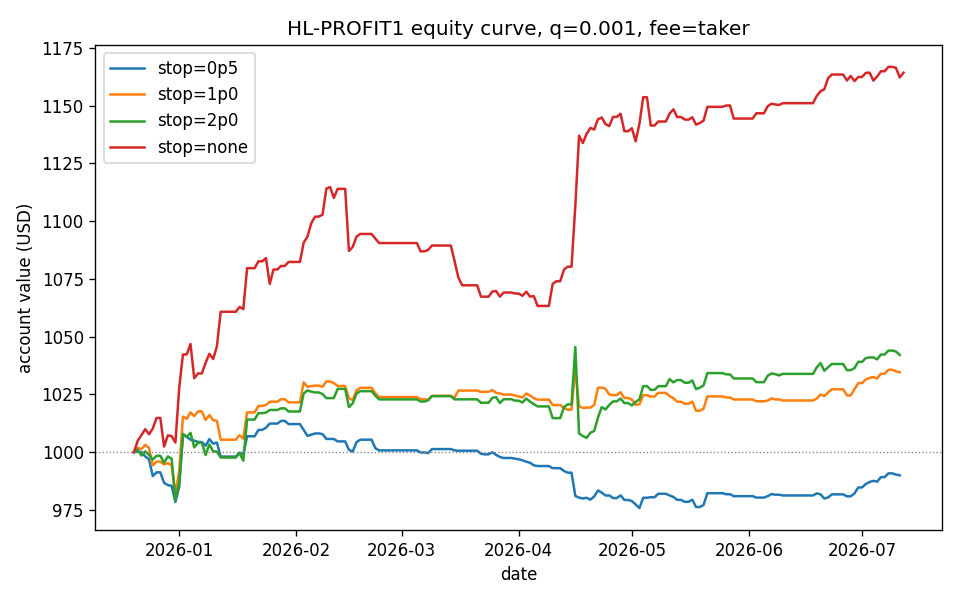 HL-PROFIT1 equity curve, q=0.001, fee=taker
stop=0p5
stop=1p0
stop=2p0
stop=none
account value (USD)
1175
1150
1125
1100
1075
1050
1025
1000
975
2026-01
2026-02
2026-03
2026-04
2026-05
2026-06
2026-07
date